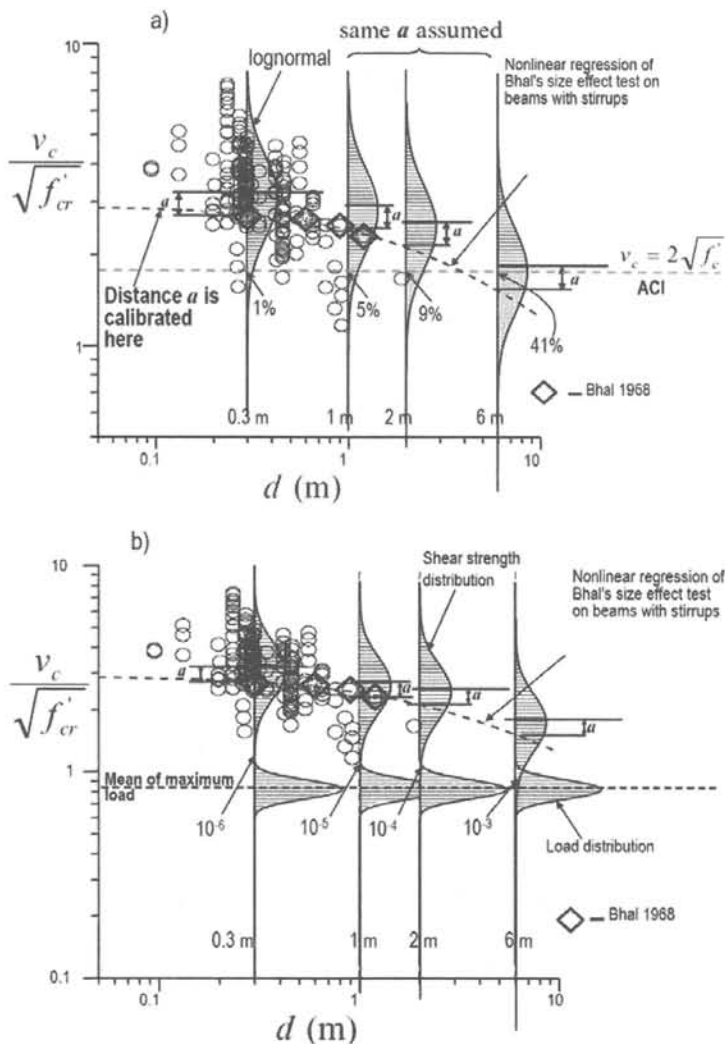 a)
same a assumed
10
lognormal
Nonlinear regression of
Bhal's size effect test on
beams with stirrups
v_c
√f'_cr
a
a
a
a
v_c = 2√f'_c
ACI
Distance a is
calibrated
here
1%
5%
9%
41%
1
Bhal 1968
0.3 m
1 m
2 m
6 m
0.1
1
10
d (m)
b)
10
Shear strength
distribution
Nonlinear regression of
Bhal's size effect test
on beams with stirrups
v_c
√f'_cr
a
a
a
a
1
Mean of maximum
load
10⁻⁶
10⁻⁵
10⁻⁴
10⁻³
Load distribution
Bhal 1968
0.3 m
1 m
2 m
6 m
0.1
0.1
1
10
d (m)